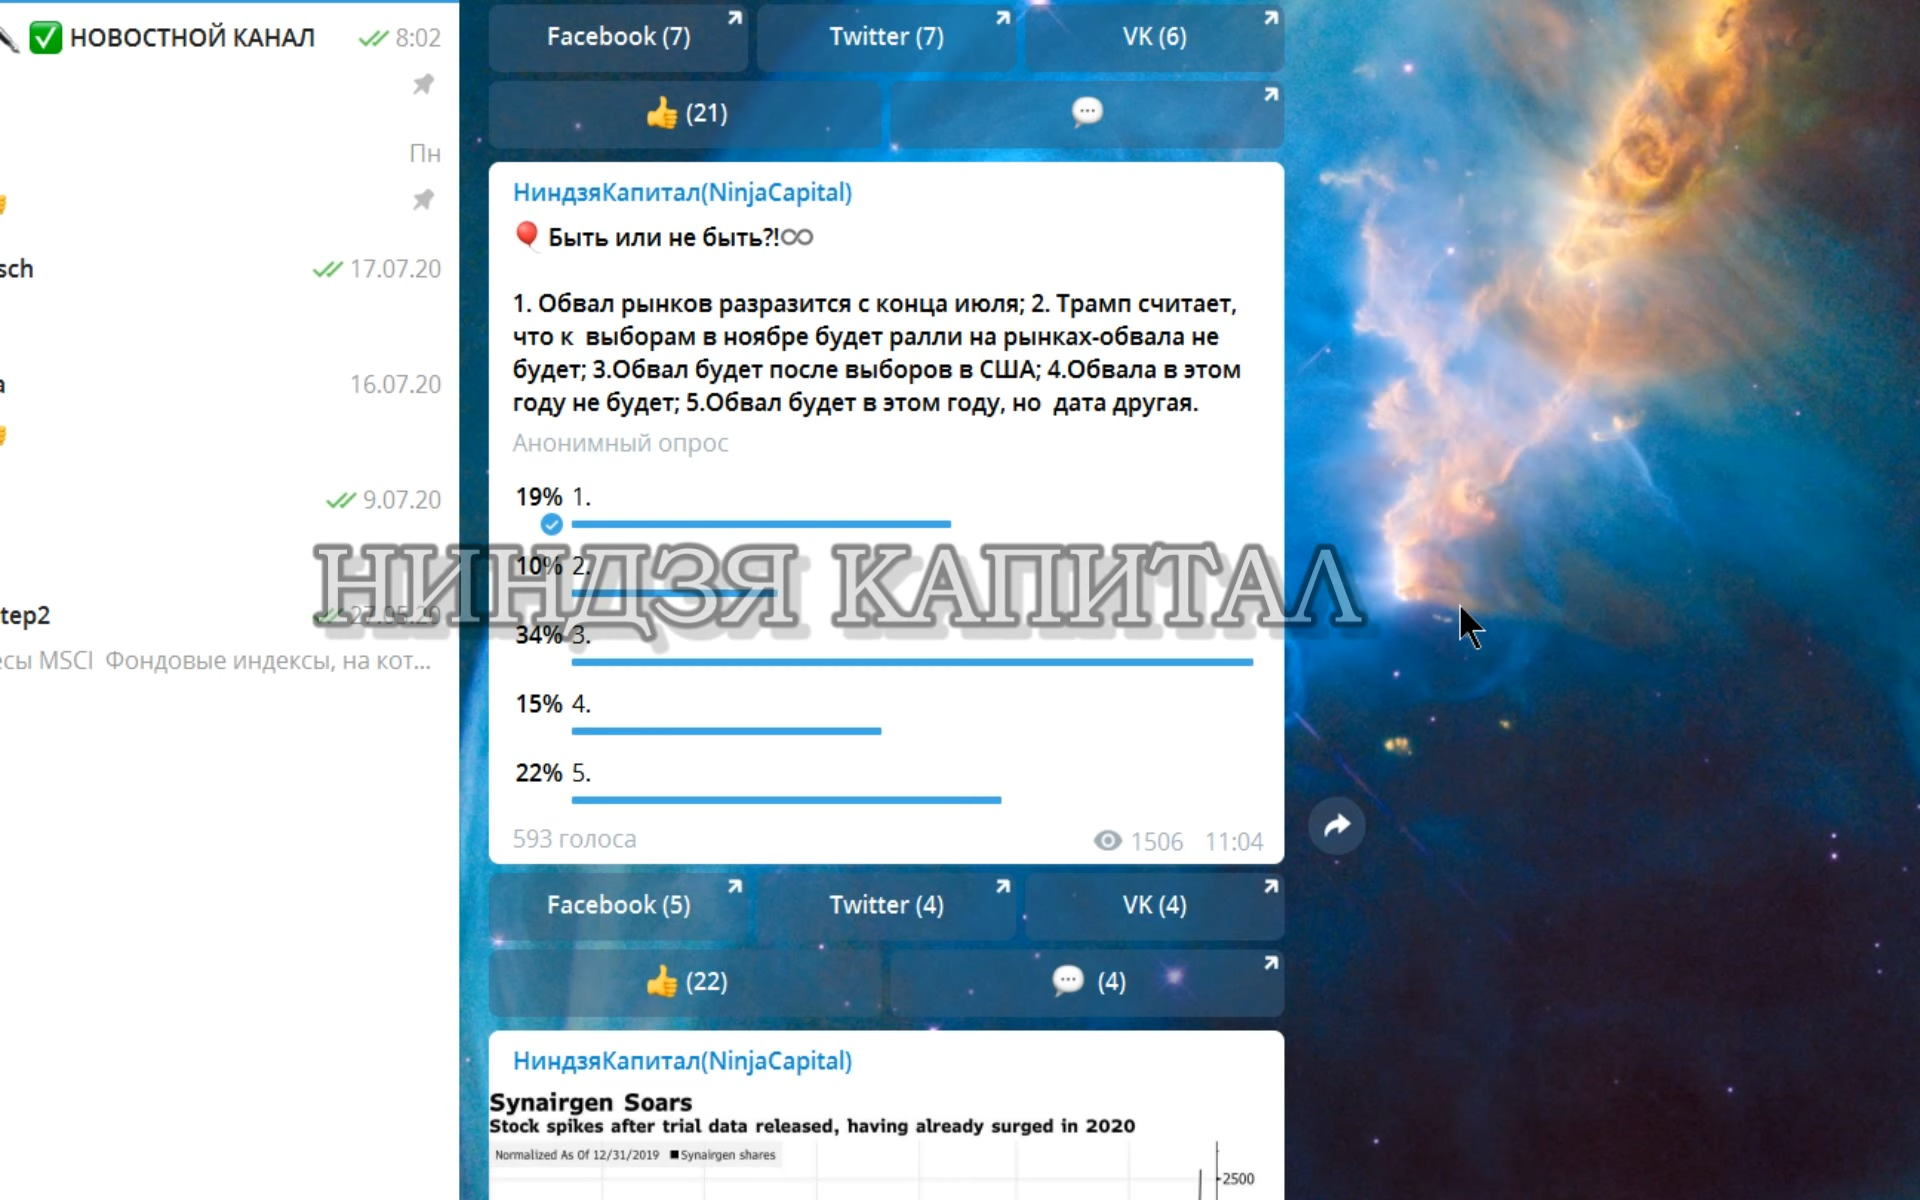 НОВОСТНОЙ КАНАЛ 8:02
Пн
sch 17.07.20
а 16.07.20
9.07.20
tep2 27.05.20
есы MSCI Фондовые индексы, на кот...
Facebook (7) Twitter (7) VK (6)
(21)
НиндзяКапитал(NinjaCapital)
Быть или не быть?!
1. Обвал рынков разразится с конца июля; 2. Трамп считает,
что к выборам в ноябре будет ралли на рынках-обвала не
будет; 3.Обвал будет после выборов в США; 4.Обвала в этом
году не будет; 5.Обвал будет в этом году, но дата другая.
Анонимный опрос
19% 1.
10% 2.
НИНДЗЯ КАПИТАЛ
34% 3.
15% 4.
22% 5.
593 голоса 1506 11:04
Facebook (5) Twitter (4) VK (4)
(22) (4)
НиндзяКапитал(NinjaCapital)
Synairgen Soars
Stock spikes after trial data released, having already surged in 2020
Normalized As Of 12/31/2019 Synairgen shares
2500